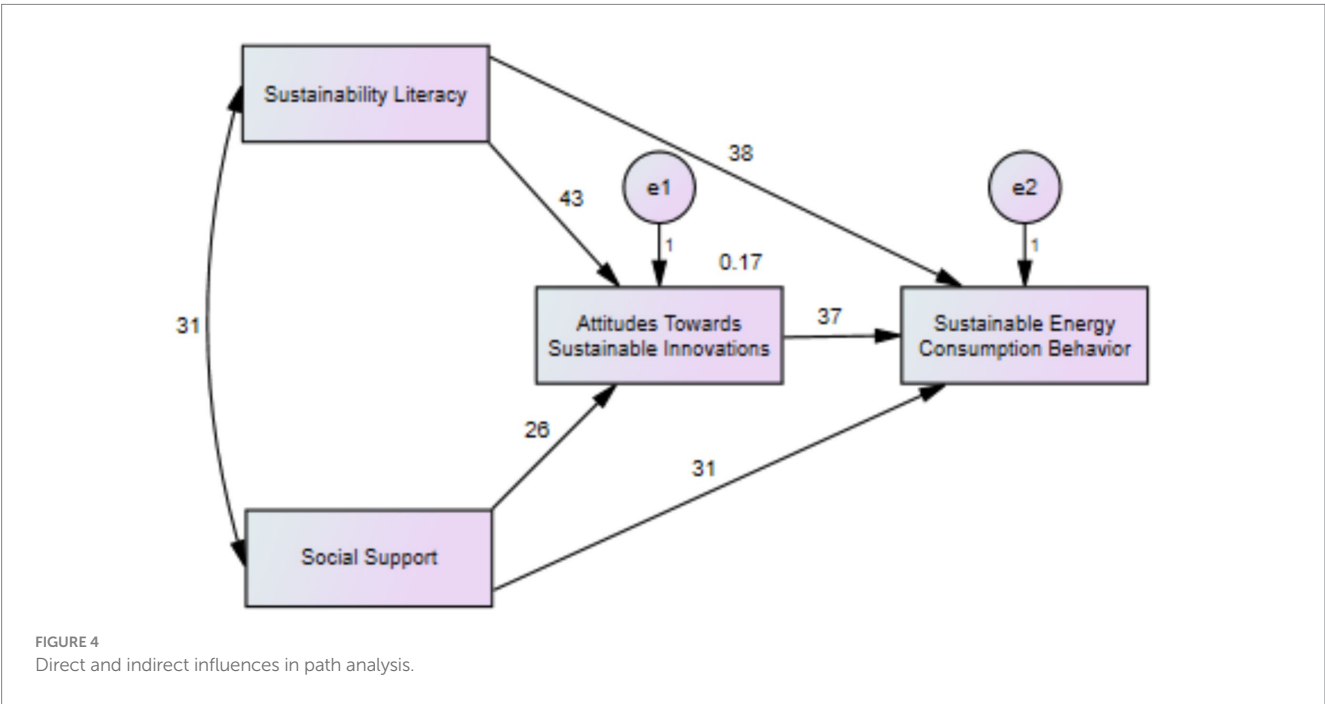 Sustainability Literacy
38
e1
e2
43
1
1
0.17
31
Attitudes Towards
Sustainable Innovations
37
Sustainable Energy
Consumption Behavior
26
31
Social Support
FIGURE 4
Direct and indirect influences in path analysis.